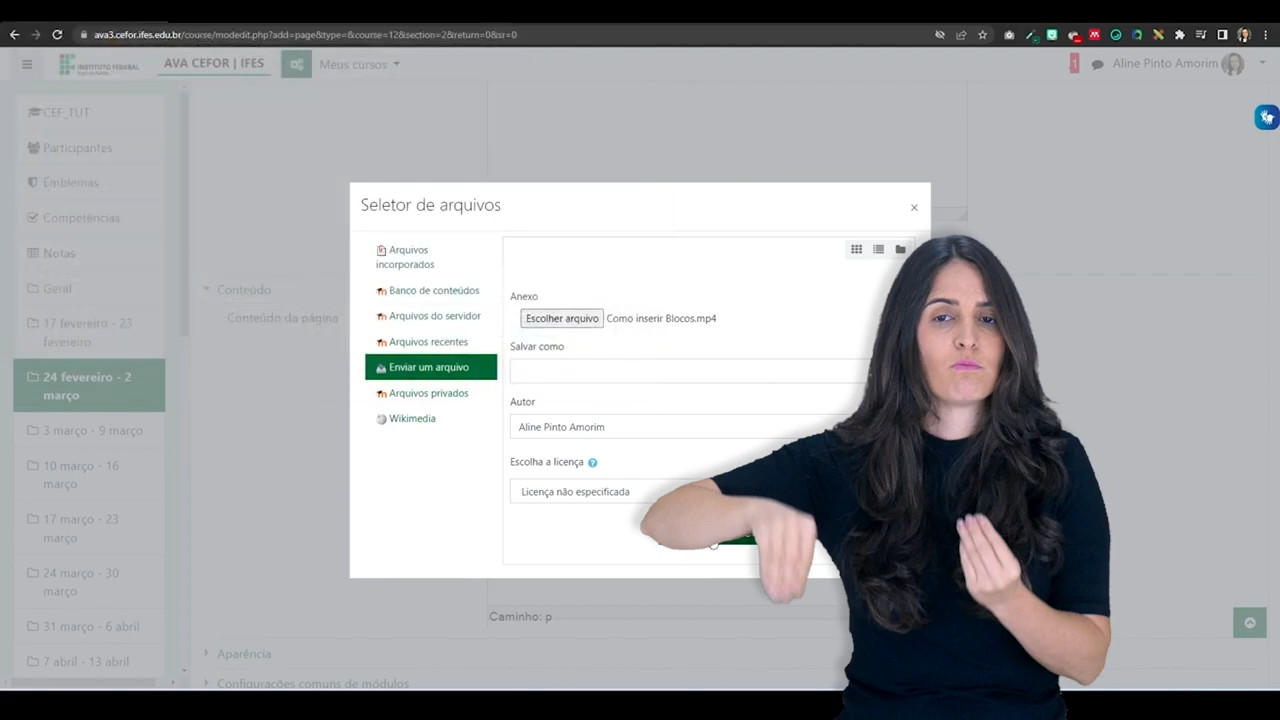 ava3.cefor.ifes.edu.br/course/modedit.php?add=page&type=&course=12&section=2&return=0&sr=0
INSTITUTO FEDERAL
AVA CEFOR | IFES
Meus cursos
1
Aline Pinto Amorim
CEF_TUT
Participantes
Emblemas
Competências
Notas
Geral
17 fevereiro - 23
fevereiro
24 fevereiro - 2
março
3 março - 9 março
10 março - 16
março
17 março - 23
março
24 março - 30
março
31 março - 6 abril
7 abril - 13 abril
Conteúdo
Conteúdo da página
Seletor de arquivos
×
Arquivos
incorporados
Banco de conteúdos
Arquivos do servidor
Arquivos recentes
Enviar um arquivo
Arquivos privados
Wikimedia
Anexo
Escolher arquivo Como inserir Blocos.mp4
Salvar como
Autor
Aline Pinto Amorim
Escolha a licença
Licença não especificada
Caminho: p
Aparência
Configurações comuns de módulos